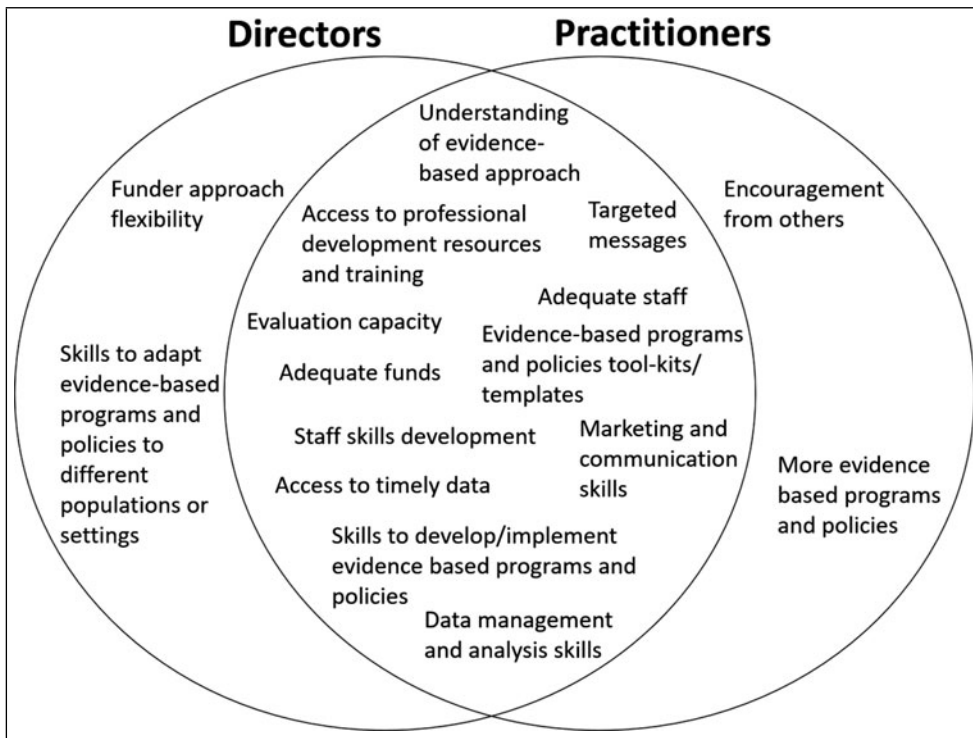 Directors
Practitioners
Understanding
of evidence-
based approach
Funder approach
flexibility
Encouragement
from others
Access to professional
development resources
and training
Targeted
messages
Adequate staff
Evaluation capacity
Evidence-based programs
and policies tool-kits/
templates
Skills to adapt
evidence-based
programs and
policies to
different
populations or
settings
Adequate funds
Staff skills development
Marketing and
communication
skills
Access to timely data
More evidence
based programs
and policies
Skills to develop/implement
evidence based programs and
policies
Data management
and analysis skills